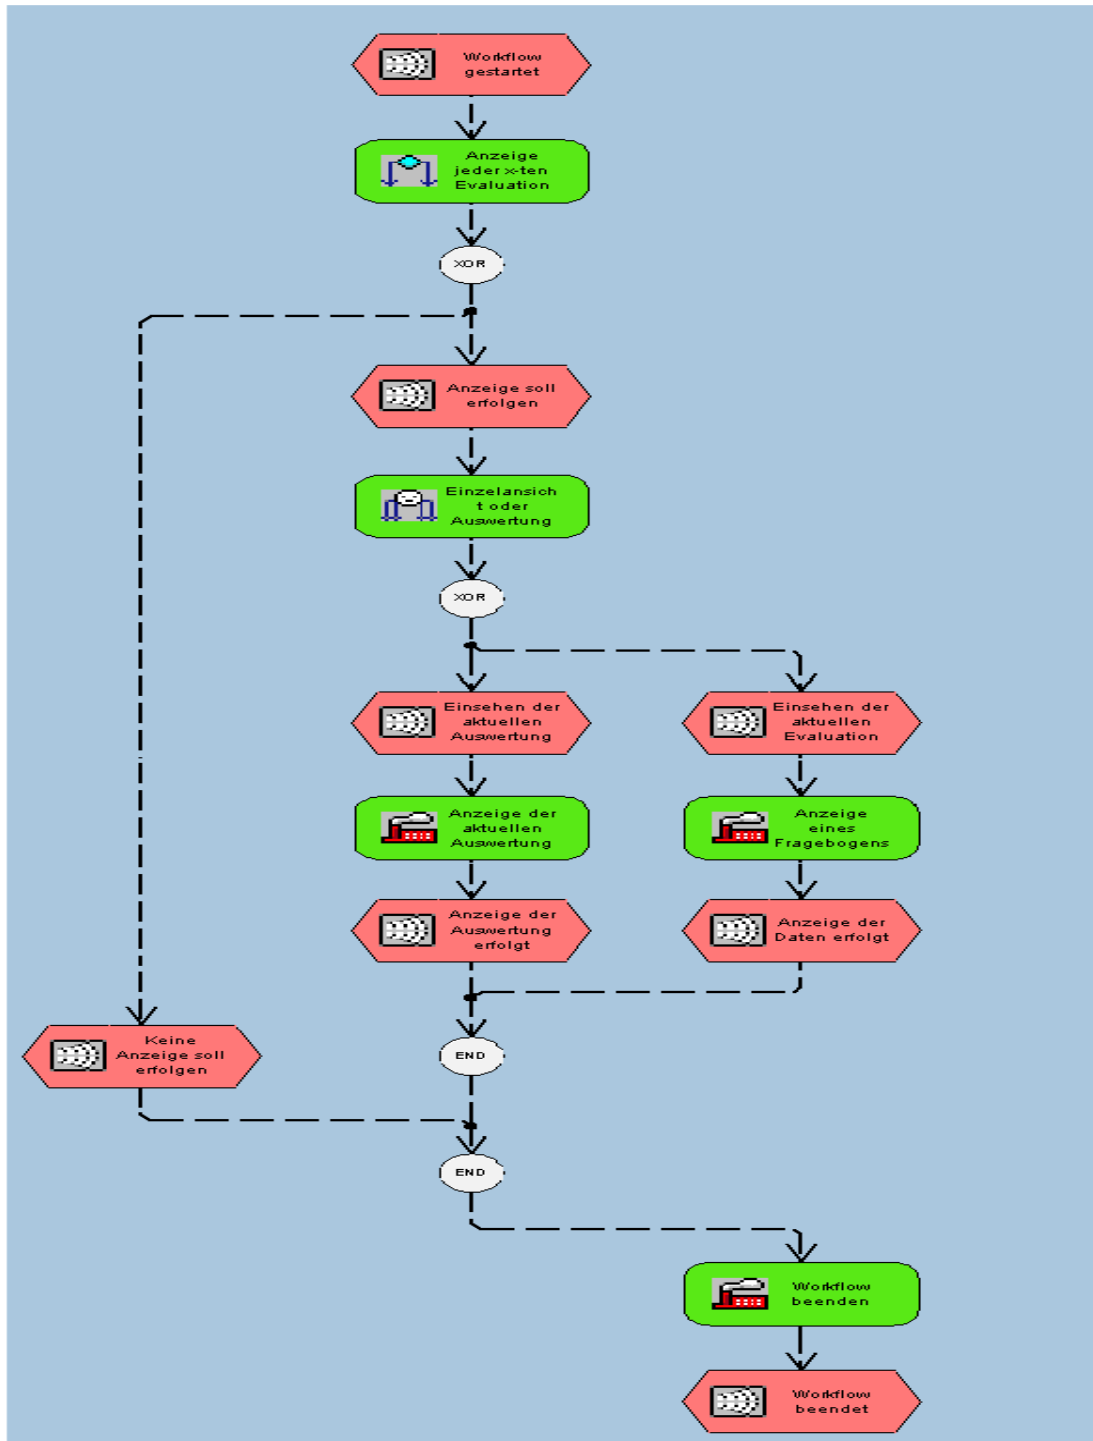 Workflow
gestartet
Anzeige
jeder x-ten
Evaluation
XOR
Anzeige soll
erfolgen
Einzelansich
t oder
Auswertung
XOR
Einsehen der
aktuellen
Auswertung
Einsehen der
aktuellen
Evaluation
Anzeige der
aktuellen
Auswertung
Anzeige
eines
Fragebogens
Anzeige der
Auswertung
erfolgt
Anzeige der
Daten erfolgt
Keine
Anzeige soll
erfolgen
END
END
Workflow
beenden
Workflow
beendet